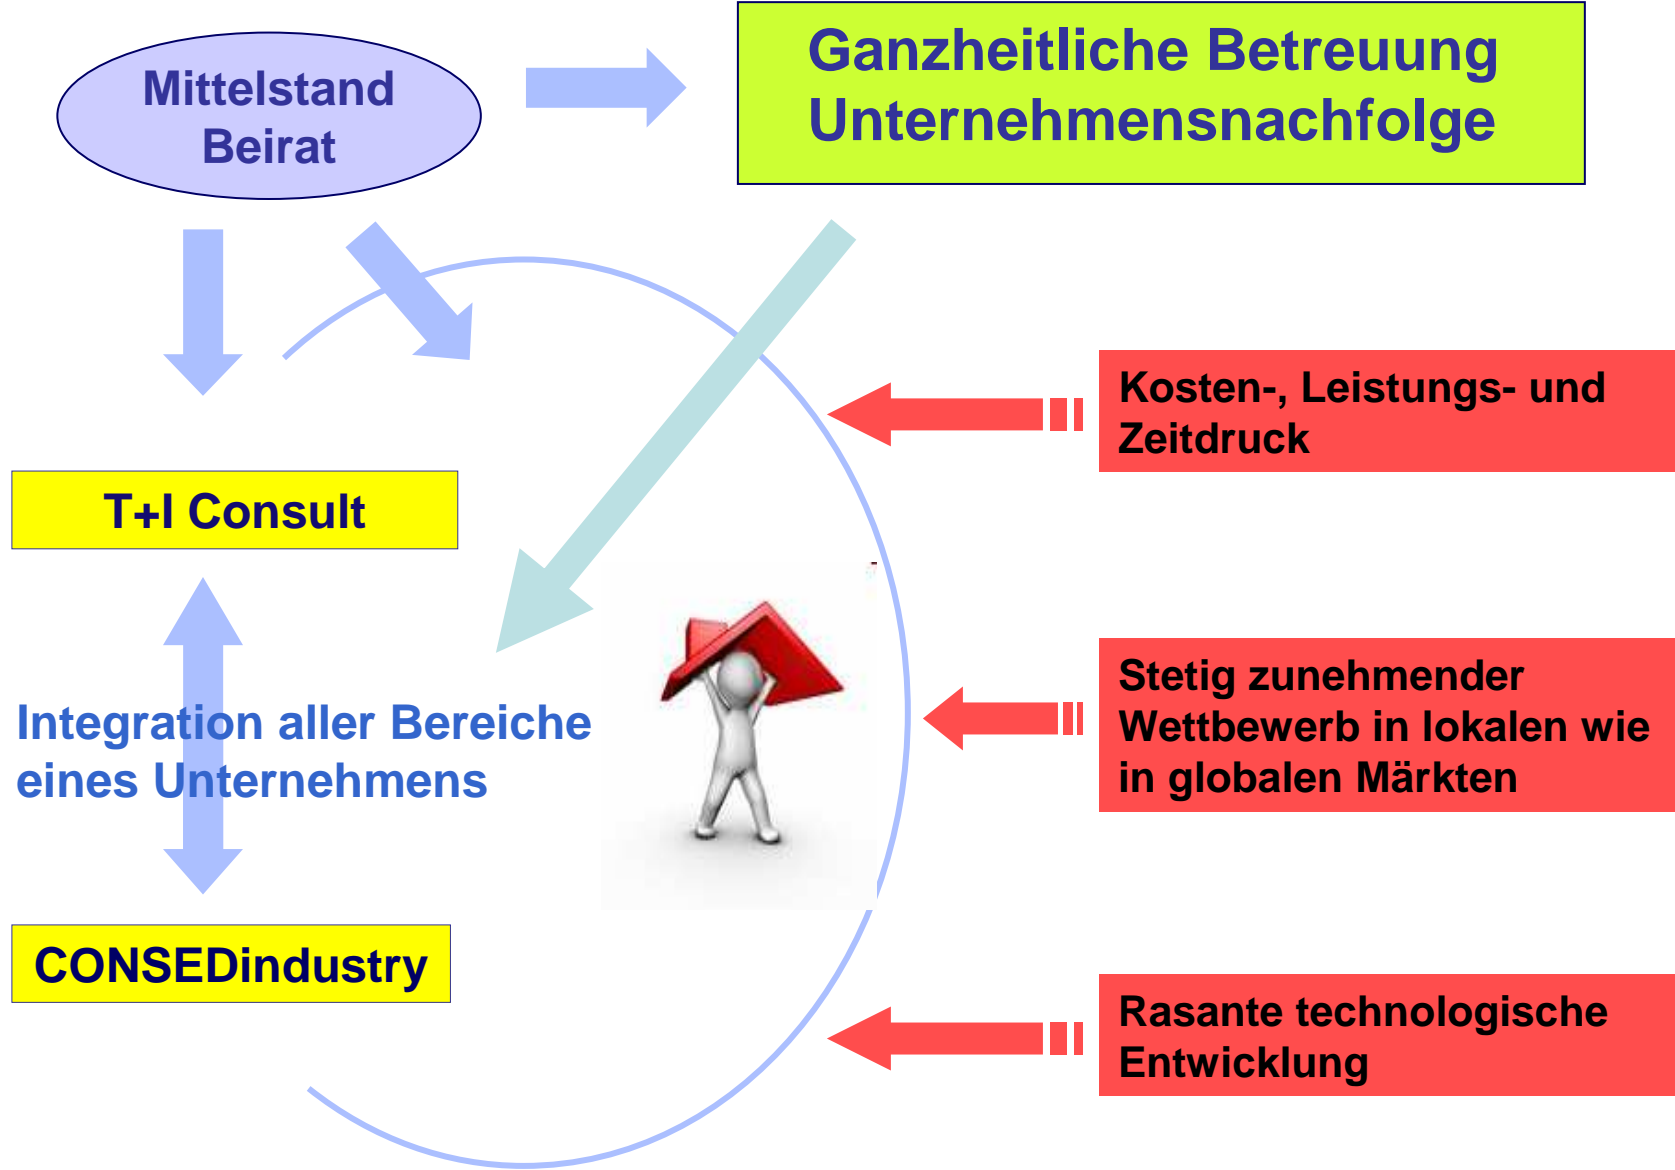 Mittelstand
Beirat
Ganzheitliche Betreuung
Unternehmensnachfolge
Kosten-, Leistungs- und
Zeitdruck
T+I Consult
Stetig zunehmender
Wettbewerb in lokalen wie
in globalen Märkten
Integration aller Bereiche
eines Unternehmens
CONSEDindustry
Rasante technologische
Entwicklung